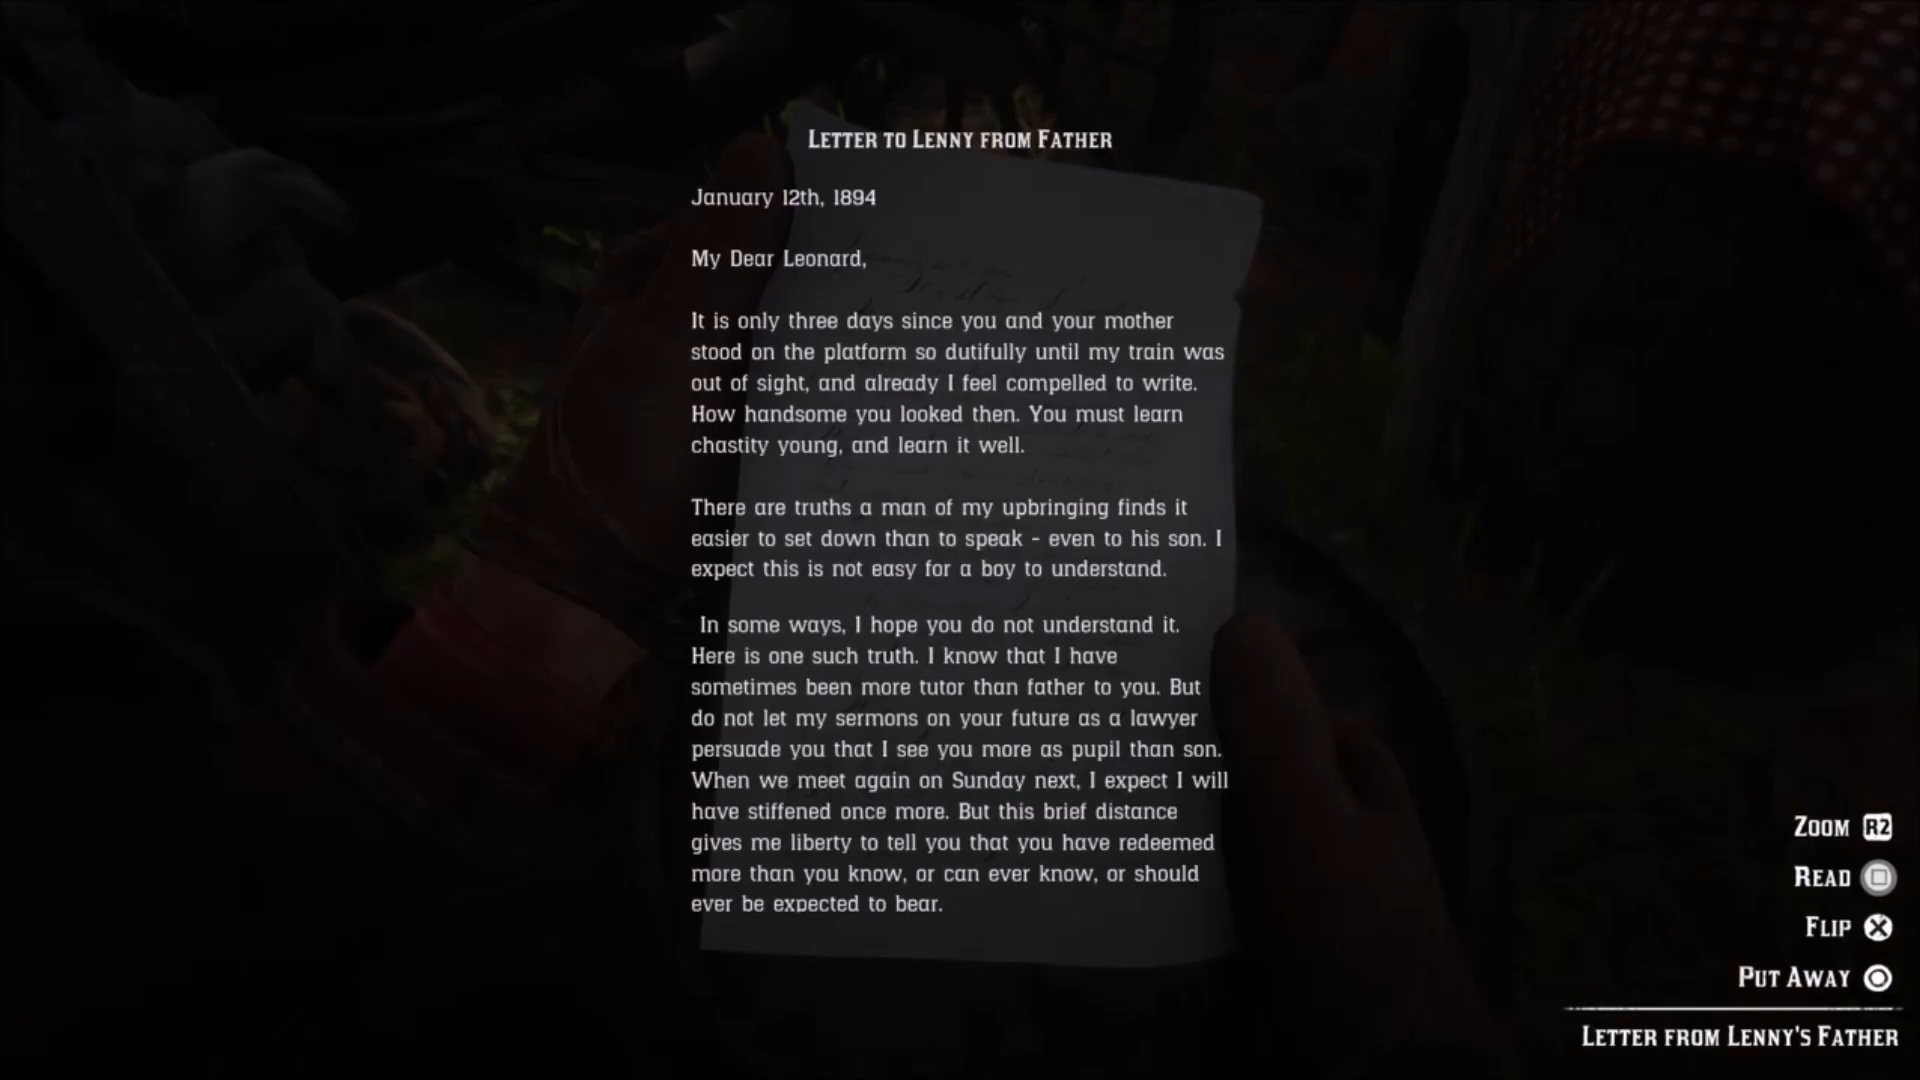 Letter to Lenny from Father
January 12th, 1894
My Dear Leonard,
It is only three days since you and your mother
stood on the platform so dutifully until my train was
out of sight, and already I feel compelled to write.
How handsome you looked then. You must learn
chastity young, and learn it well.
There are truths a man of my upbringing finds it
easier to set down than to speak - even to his son. I
expect this is not easy for a boy to understand.
In some ways, I hope you do not understand it.
Here is one such truth. I know that I have
sometimes been more tutor than father to you. But
do not let my sermons on your future as a lawyer
persuade you that I see you more as pupil than son.
When we meet again on Sunday next, I expect I will
have stiffened once more. But this brief distance
gives me liberty to tell you that you have redeemed
more than you know, or can ever know, or should
ever be expected to bear.
Zoom R2
Read
Flip
Put Away
Letter from Lenny's Father